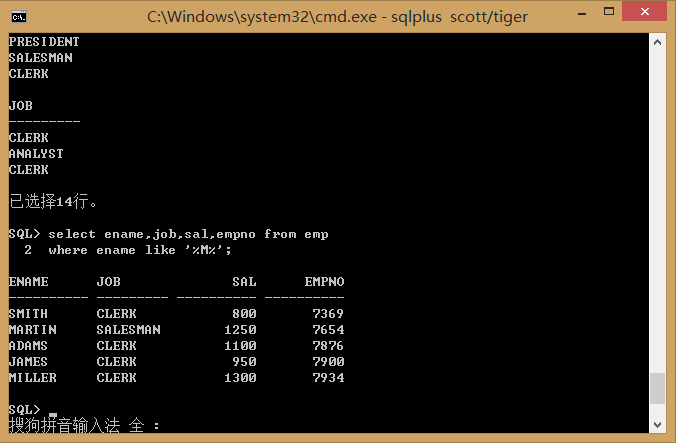 C:\Windows\system32\cmd.exe - sqlplus  scott/tiger
PRESIDENT
SALESMAN
CLERK
JOB
---------
CLERK
ANALYST
CLERK
已选择14行。
SQL> select ename,job,sal,empno from emp
  2  where ename like '%M%';
ENAME      JOB              SAL      EMPNO
---------- --------- ---------- ----------
SMITH      CLERK            800       7369
MARTIN     SALESMAN        1250       7654
ADAMS      CLERK           1100       7876
JAMES      CLERK            950       7900
MILLER     CLERK           1300       7934
SQL> _
搜狗拼音输入法 全 :